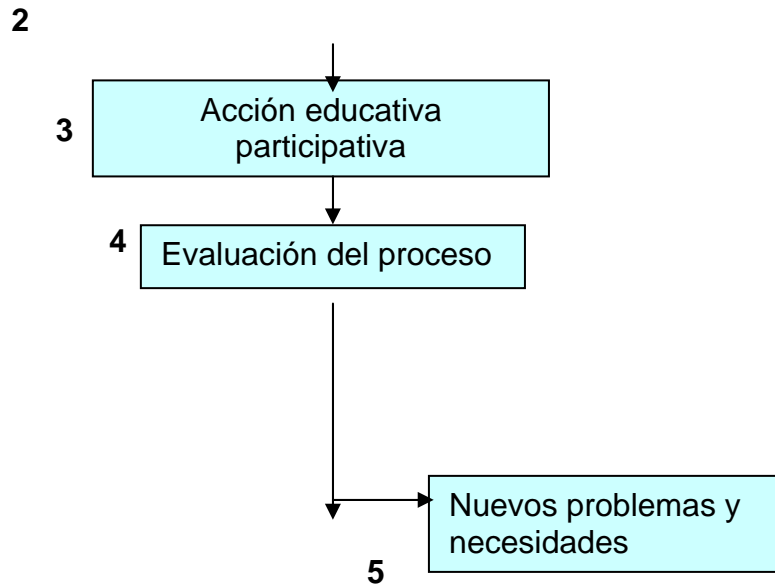 2
3
Acción educativa
participativa
4
Evaluación del proceso
Nuevos problemas y
necesidades
5